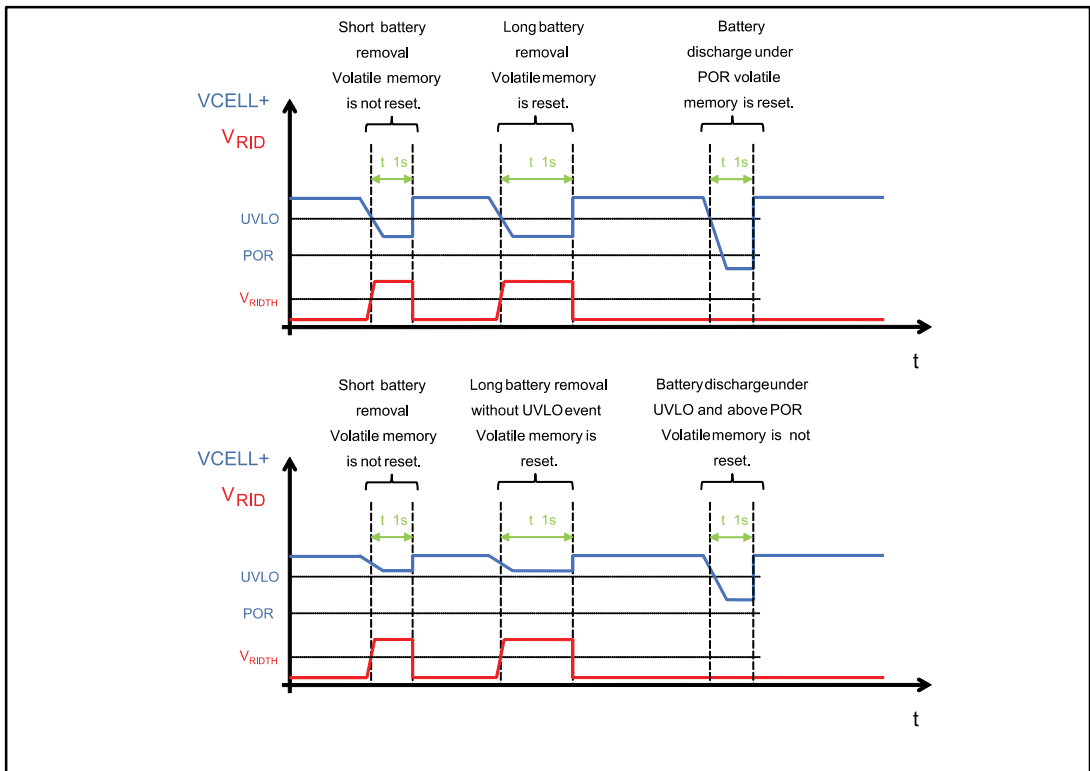 Short battery
removal
Volatile memory
is not reset.
Long battery
removal
Volatile memory
is reset.
Battery
discharge under
POR volatile
memory is reset.
VCELL+
VRID
t 1s
t 1s
t 1s
UVLO
POR
VRIDTH
t
Short battery
removal
Volatile memory
is not reset.
Long battery removal
without UVLO event
Volatile memory is
reset.
Battery discharge under
UVLO and above POR
Volatile memory is not
reset.
VCELL+
VRID
t 1s
t 1s
t 1s
UVLO
POR
VRIDTH
t